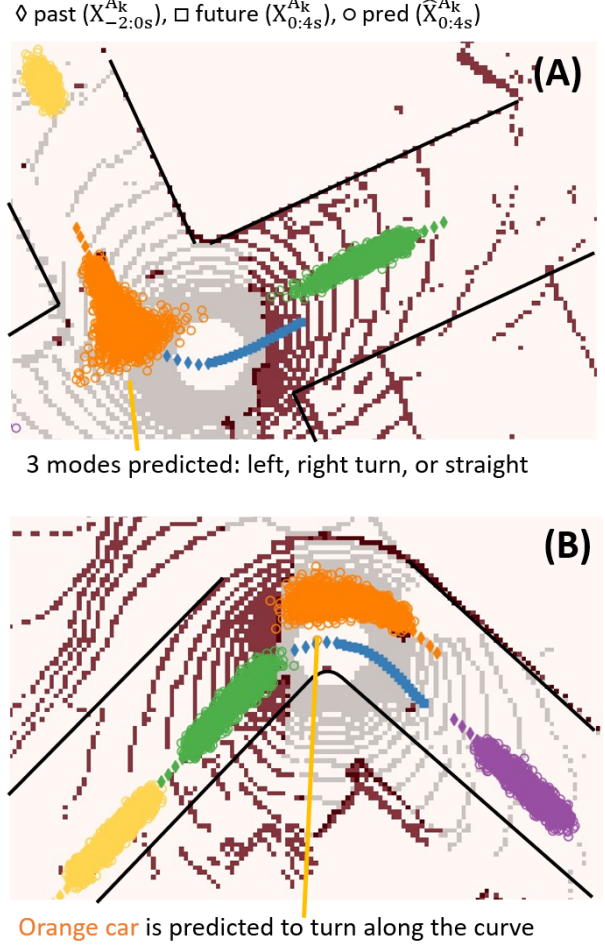 ◊ past (X^{A_k}_{-2:0s}), □ future (X^{A_k}_{0:4s}), ○ pred (X̂^{A_k}_{0:4s})
(A)
3 modes predicted: left, right turn, or straight
(B)
Orange car is predicted to turn along the curve